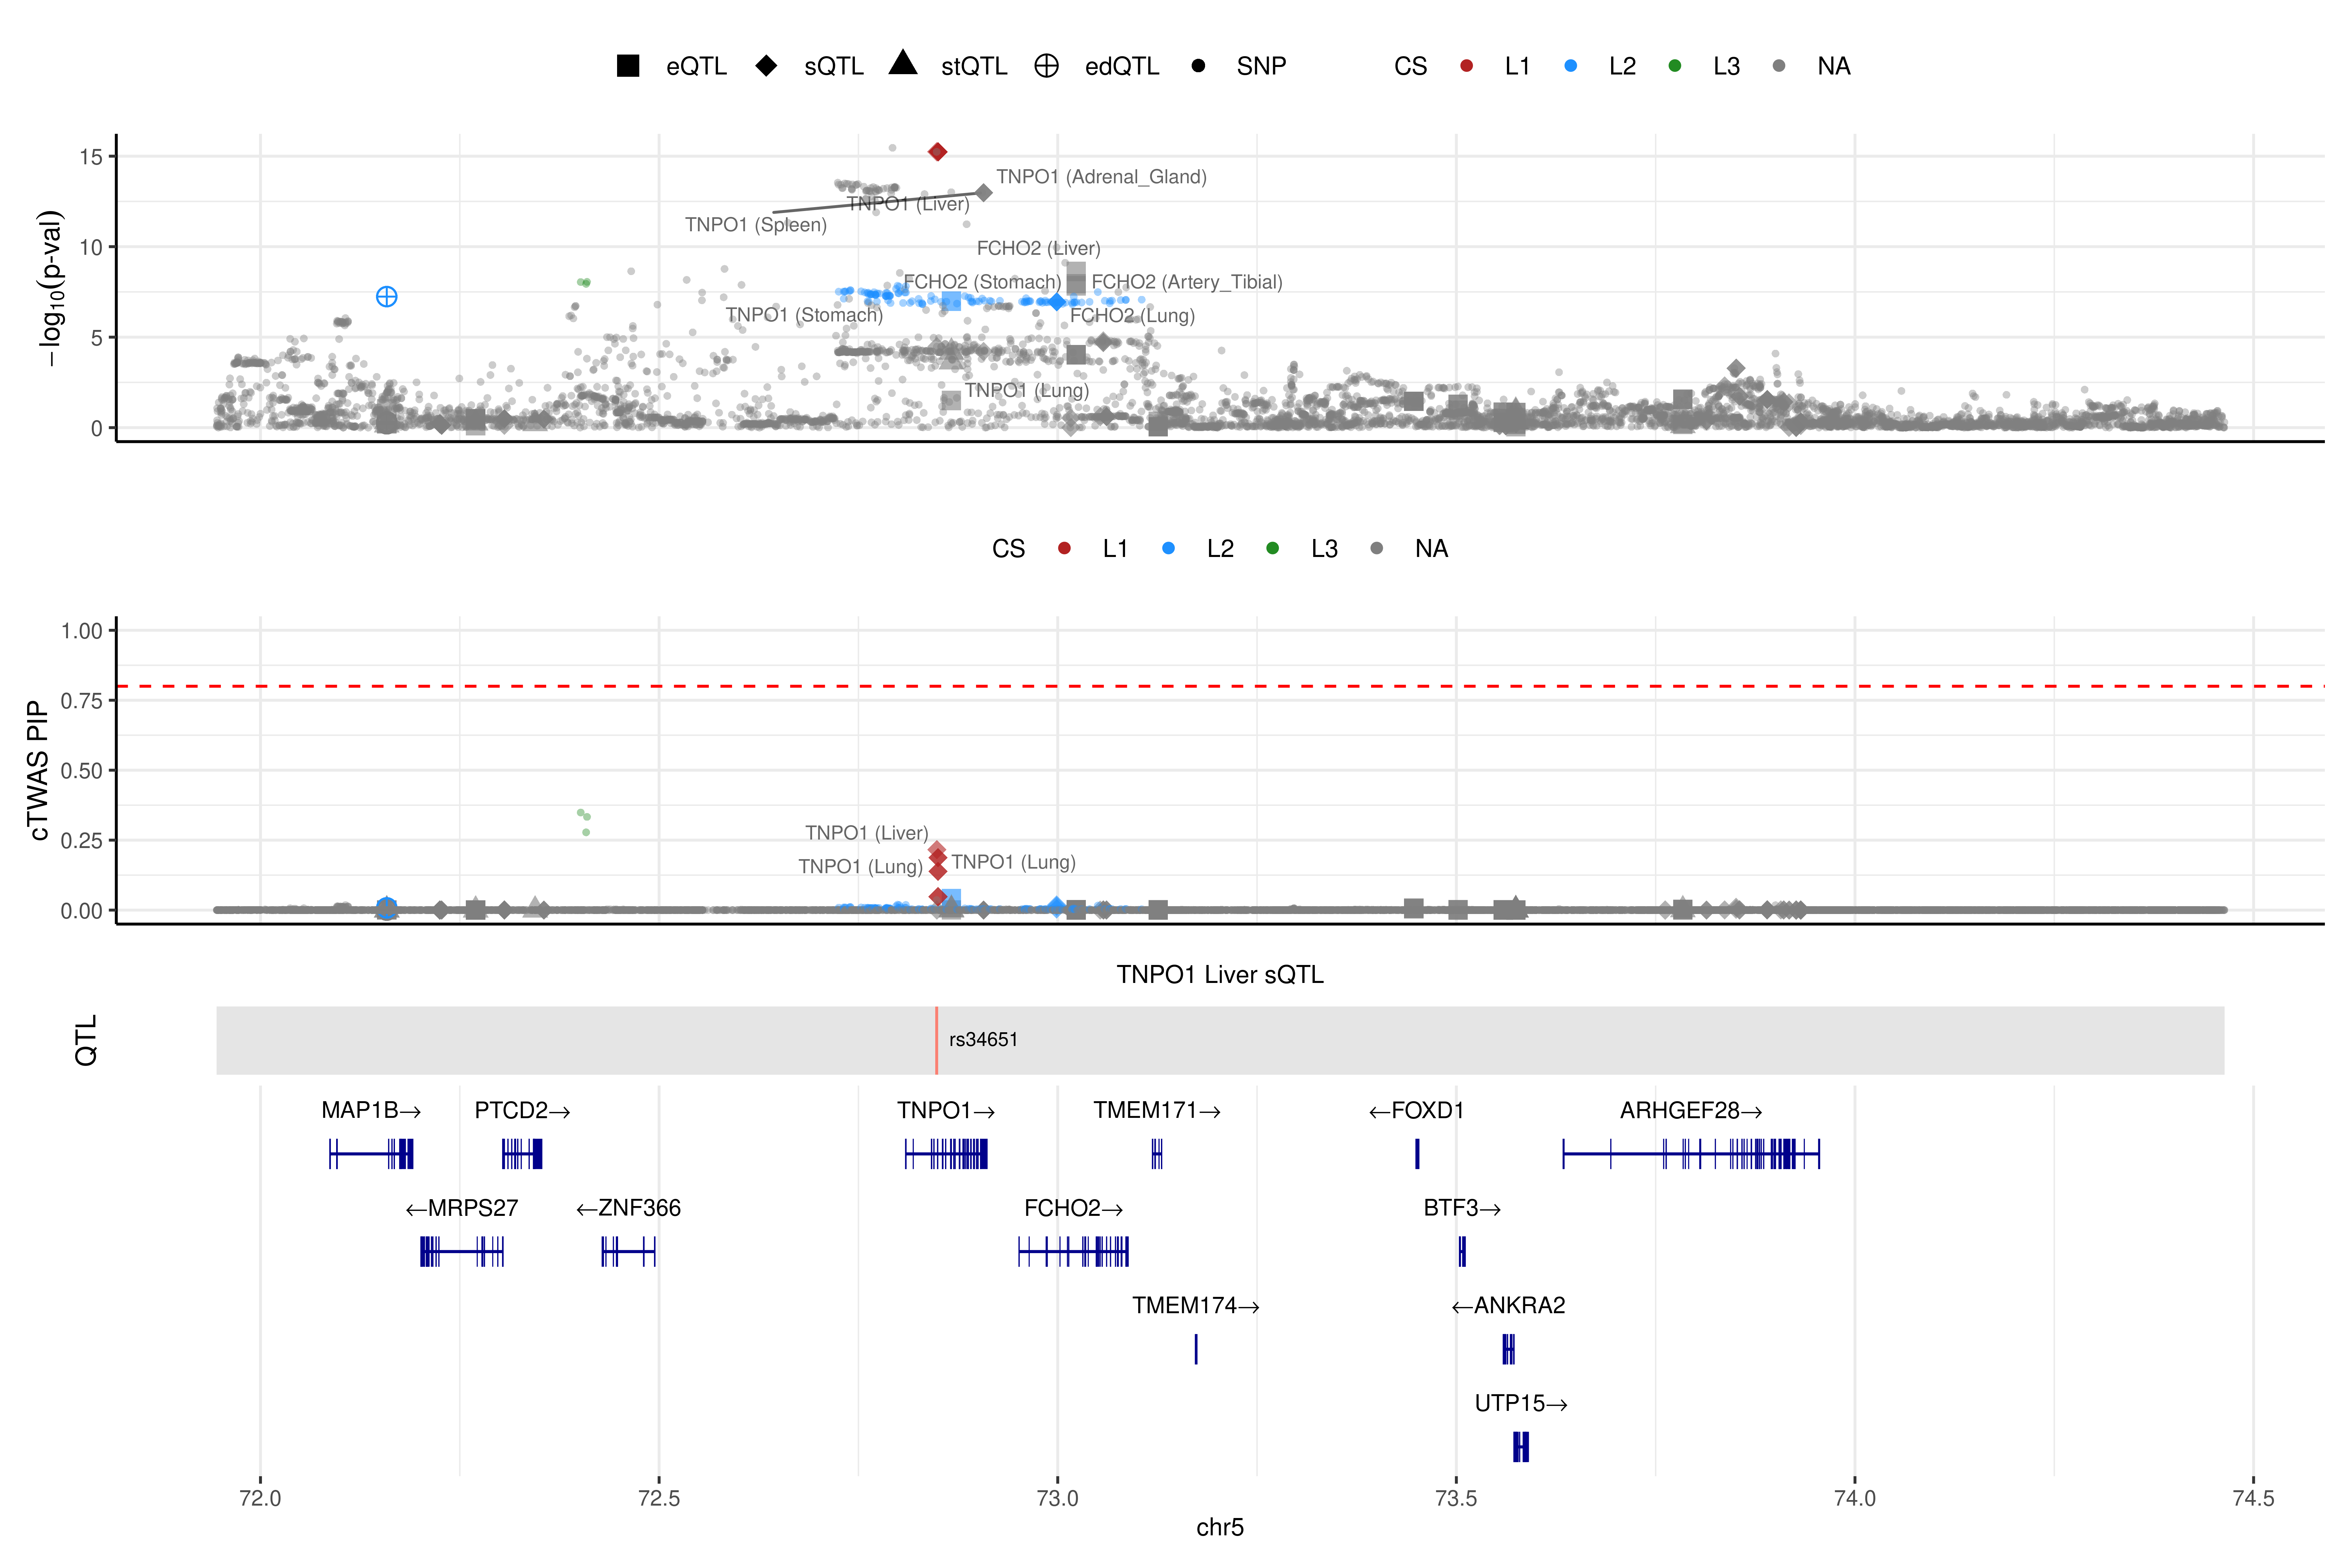 eQTL sQTL stQTL edQTL SNP CS L1 L2 L3 NA
−log10(p-val)
15
10
5
0
TNPO1 (Adrenal_Gland)
TNPO1 (Liver)
TNPO1 (Spleen)
FCHO2 (Liver)
FCHO2 (Stomach)
FCHO2 (Artery_Tibial)
TNPO1 (Stomach)
FCHO2 (Lung)
TNPO1 (Lung)
CS L1 L2 L3 NA
cTWAS PIP
1.00
0.75
0.50
0.25
0.00
TNPO1 (Liver)
TNPO1 (Lung)
TNPO1 (Lung)
TNPO1 Liver sQTL
QTL
rs34651
MAP1B→ PTCD2→ TNPO1→ TMEM171→ ←FOXD1 ARHGEF28→
←MRPS27 ←ZNF366 FCHO2→ BTF3→
TMEM174→ ←ANKRA2
UTP15→
72.0 72.5 73.0 73.5 74.0 74.5
chr5